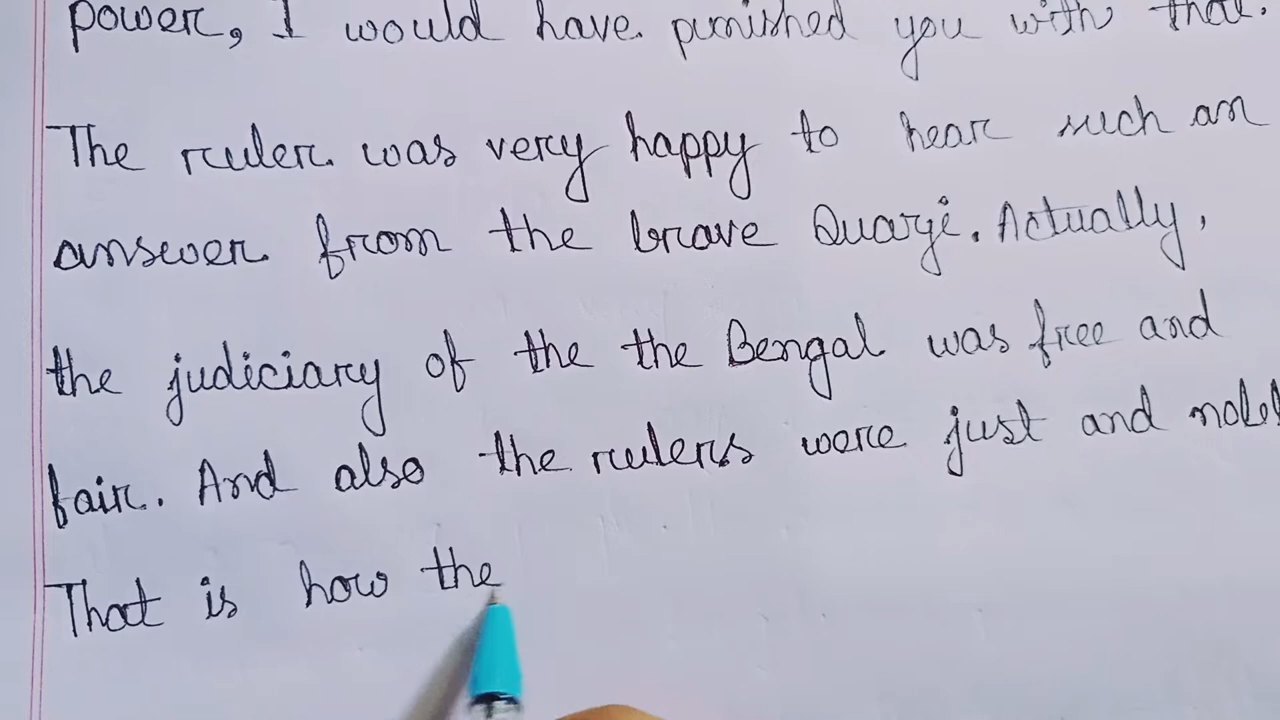 power, I would have punished you with that.
The ruler was very happy to hear such an
answer from the brave Quazi. Actually,
the judiciary of the the Bengal was free and
fair. And also the rulers were just and
That is how the